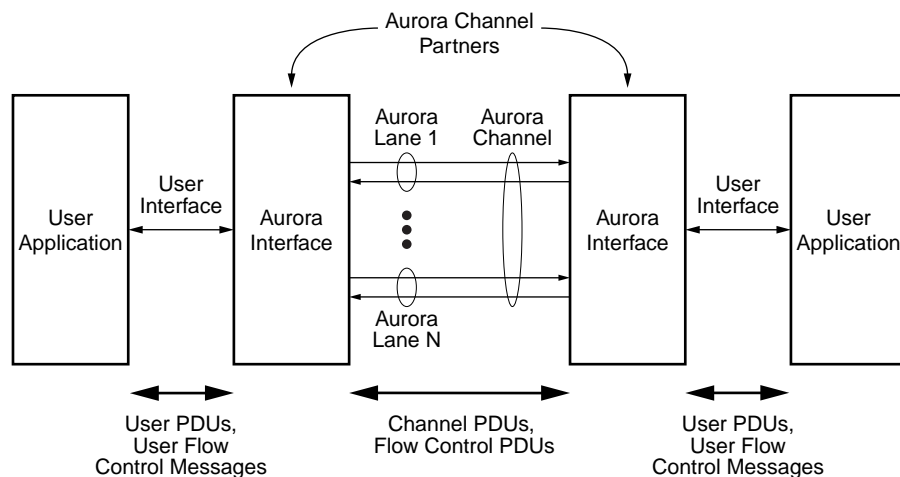 Aurora Channel
Partners
Aurora
Lane 1
Aurora
Channel
User
Application
User
Interface
Aurora
Interface
Aurora
Interface
User
Interface
User
Application
Aurora
Lane N
User PDUs,
User Flow
Control Messages
Channel PDUs,
Flow Control PDUs
User PDUs,
User Flow
Control Messages